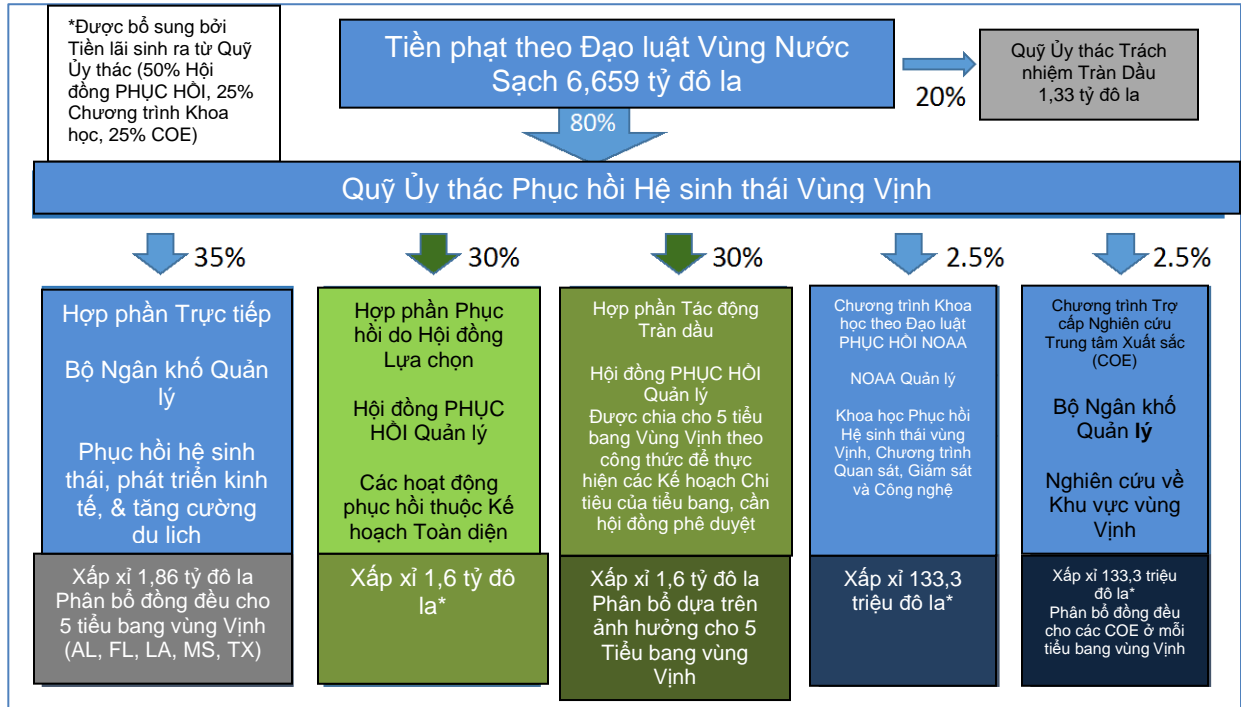 *Được bổ sung bởi
Tiền lãi sinh ra từ Quỹ
Ủy thác (50% Hội
đồng PHỤC HỒI, 25%
Chương trình Khoa
học, 25% COE)
Tiền phạt theo Đạo luật Vùng Nước
Sạch 6,659 tỷ đô la
20%
Quỹ Ủy thác Trách
nhiệm Tràn Dầu
1,33 tỷ đô la
80%
Quỹ Ủy thác Phục hồi Hệ sinh thái Vùng Vịnh
35%
30%
30%
2.5%
2.5%
Hợp phần Trực tiếp
Bộ Ngân khố Quản
lý
Phục hồi hệ sinh
thái, phát triển kinh
tế, & tăng cường
du lich
Xấp xỉ 1,86 tỷ đô la
Phân bổ đồng đều cho
5 tiểu bang vùng Vịnh
(AL, FL, LA, MS, TX)
Hợp phần Phục
hồi do Hội đồng
Lựa chọn
Hội đồng PHỤC
HỒI Quản lý
Các hoạt động
phục hồi thuộc Kế
hoạch Toàn diện
Xấp xỉ 1,6 tỷ đô
la*
Hợp phần Tác động
Tràn dầu
Hội đồng PHỤC HỒI
Quản lý
Được chia cho 5 tiểu
bang Vùng Vịnh theo
công thức để thực
hiện các Kế hoạch Chi
tiêu của tiểu bang, cần
hội đồng phê duyệt
Xấp xỉ 1,6 tỷ đô la
Phân bổ dựa trên
ảnh hưởng cho 5
Tiểu bang vùng
Vịnh
Chương trình Khoa
học theo Đạo luật
PHỤC HỒI NOAA
NOAA Quản lý
Khoa học Phục hồi
Hệ sinh thái vùng
Vịnh, Chương trình
Quan sát, Giám sát
và Công nghệ
Xấp xỉ 133,3
triệu đô la*
Chương trình Trợ
cấp Nghiên cứu
Trung tâm Xuất sắc
(COE)
Bộ Ngân khố
Quản lý
Nghiên cứu về
Khu vực vùng
Vịnh
Xấp xỉ 133,3 triệu
đô la*
Phân bổ đồng đều
cho các COE ở mỗi
tiểu bang vùng Vịnh